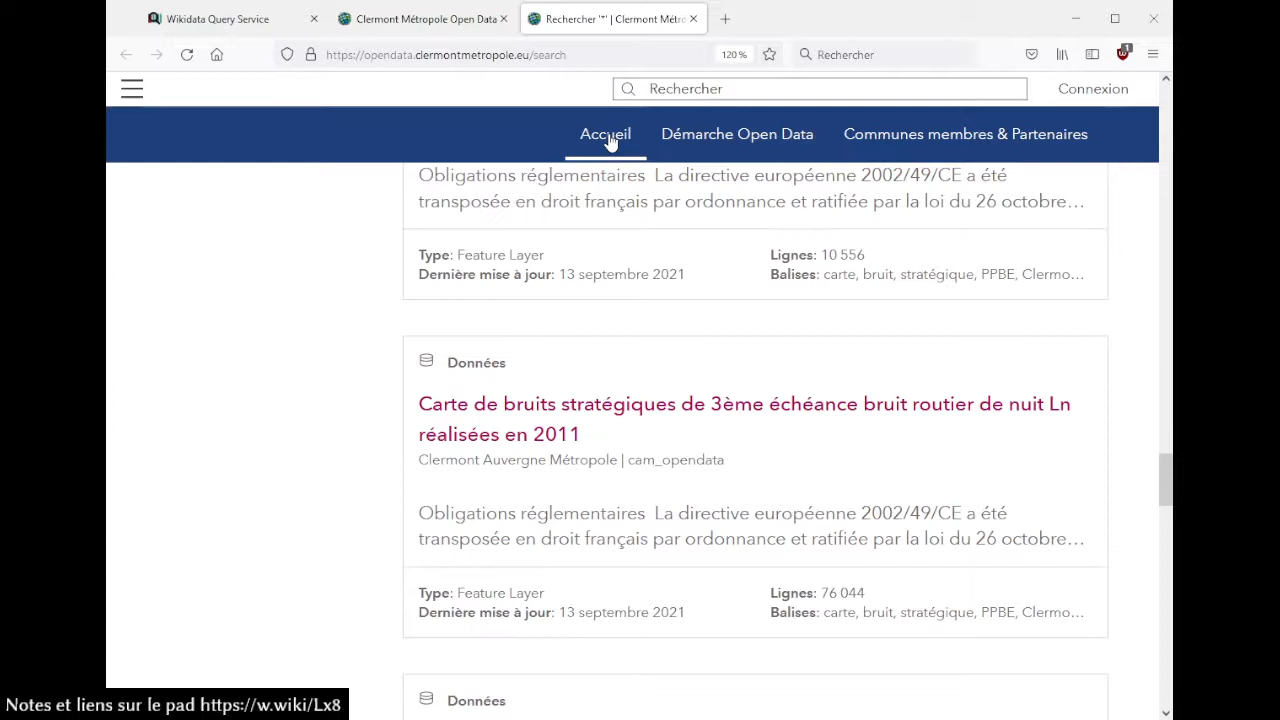 Wikidata Query Service
Clermont Métropole Open Data
Rechercher '*' | Clermont Métro
https://opendata.clermontmetropole.eu/search
120 %
Rechercher
1
Rechercher
Connexion
Accueil
Démarche Open Data
Communes membres & Partenaires
Obligations réglementaires La directive européenne 2002/49/CE a été
transposée en droit français par ordonnance et ratifiée par la loi du 26 octobre…
Type: Feature Layer
Lignes: 10 556
Dernière mise à jour: 13 septembre 2021
Balises: carte, bruit, stratégique, PPBE, Clermo…
Données
Carte de bruits stratégiques de 3ème échéance bruit routier de nuit Ln
réalisées en 2011
Clermont Auvergne Métropole | cam_opendata
Obligations réglementaires La directive européenne 2002/49/CE a été
transposée en droit français par ordonnance et ratifiée par la loi du 26 octobre…
Type: Feature Layer
Lignes: 76 044
Dernière mise à jour: 13 septembre 2021
Balises: carte, bruit, stratégique, PPBE, Clermo…
Données
Notes et liens sur le pad https://w.wiki/Lx8